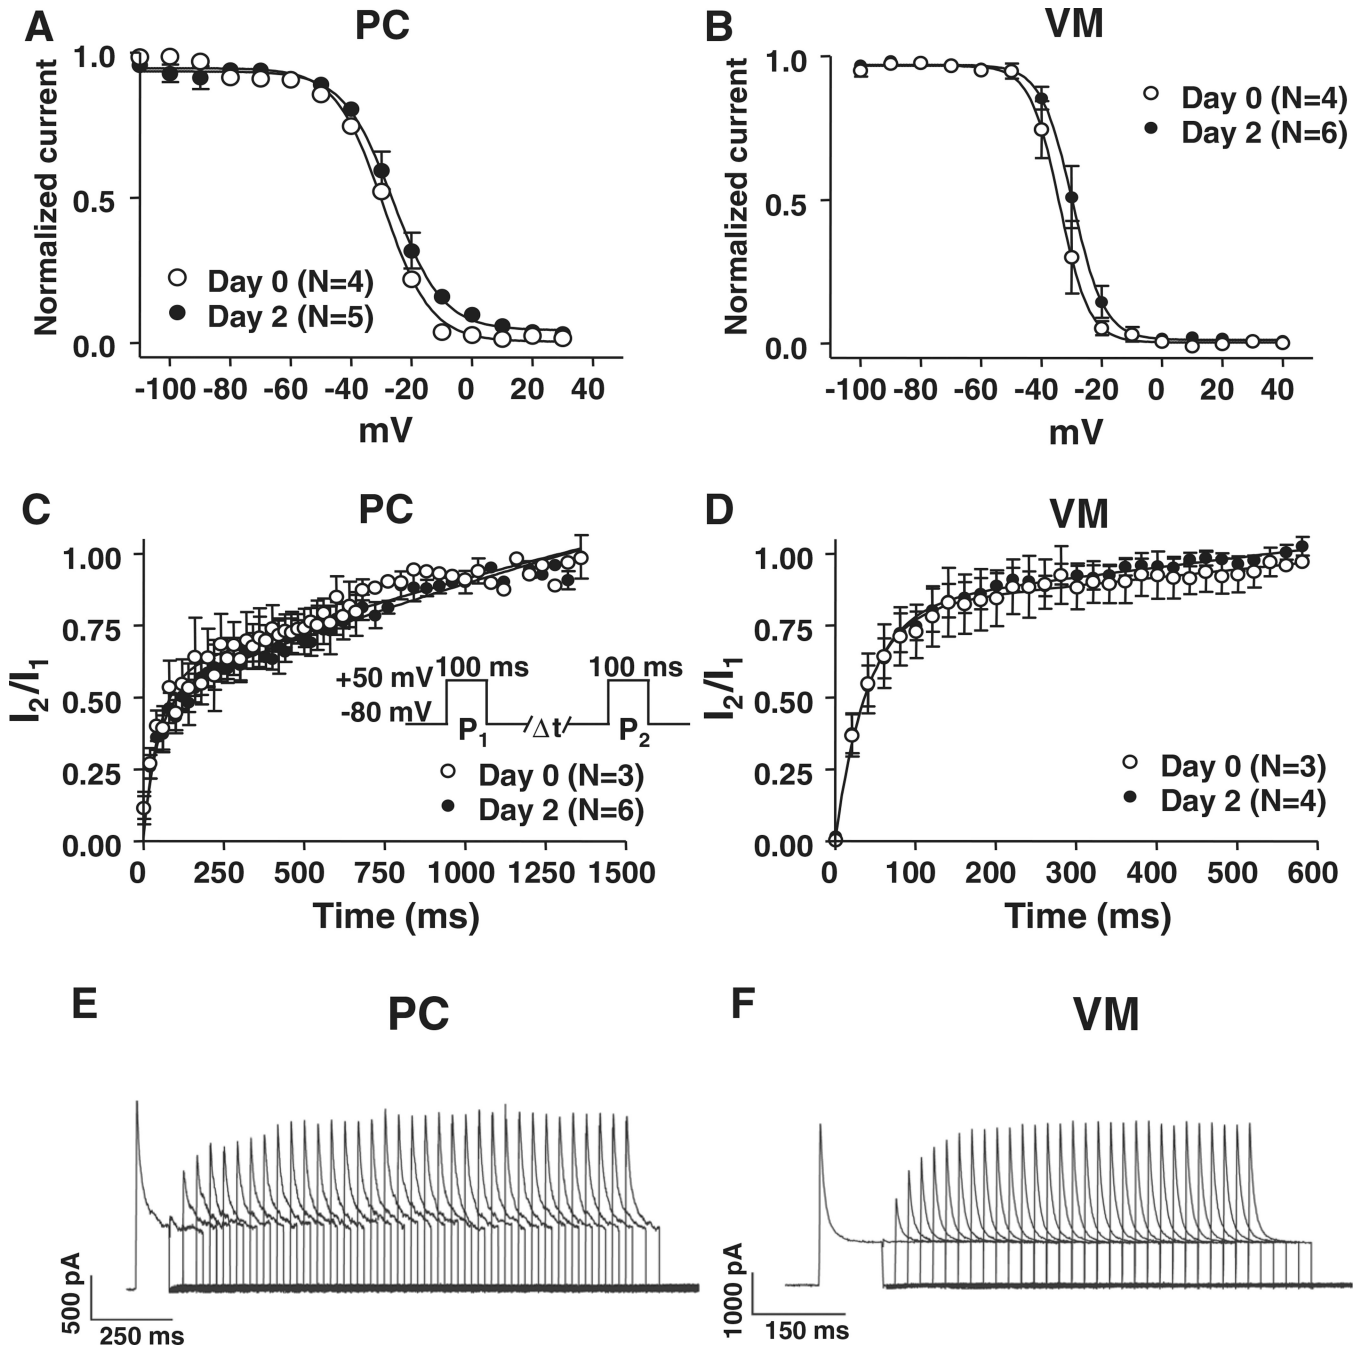 A
PC
Normalized current
1.0
0.5
0.0
Day 0 (N=4)
Day 2 (N=5)
-100 -80 -60 -40 -20 0 20 40
mV
B
VM
Normalized current
1.0
0.5
0.0
Day 0 (N=4)
Day 2 (N=6)
-100 -80 -60 -40 -20 0 20 40
mV
C
PC
I2/I1
1.00
0.75
0.50
0.25
0.00
+50 mV 100 ms 100 ms
-80 mV
P1 Δt P2
Day 0 (N=3)
Day 2 (N=6)
0 250 500 750 1000 1250 1500
Time (ms)
D
VM
I2/I1
1.00
0.75
0.50
0.25
0.00
Day 0 (N=3)
Day 2 (N=4)
0 100 200 300 400 500 600
Time (ms)
E
PC
500 pA
250 ms
F
VM
1000 pA
150 ms